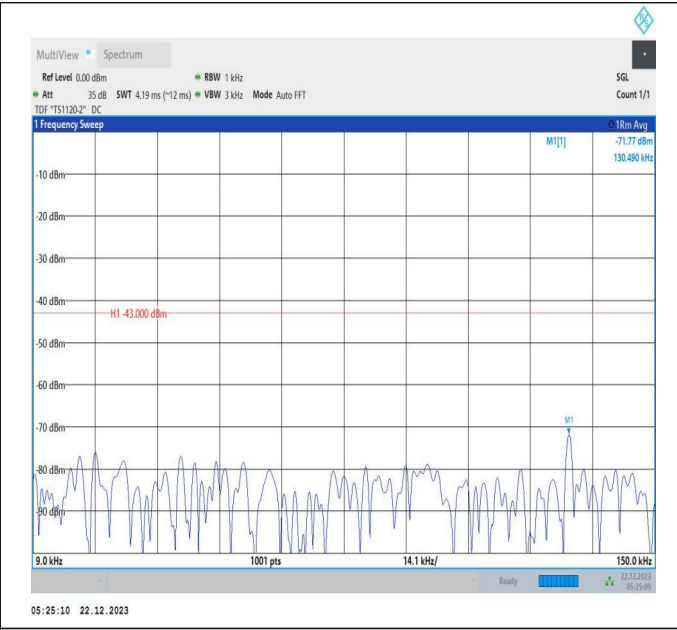 R&S
MultiView Spectrum
Ref Level 0.00 dBm RBW 1 kHz SGL
Att 35 dB SWT 4.19 ms (~12 ms) VBW 3 kHz Mode Auto FFT Count 1/1
TDF "TS1120-2" DC
1 Frequency Sweep 1Rm Avg
M1[1] -71.77 dBm
130.490 kHz
-10 dBm
-20 dBm
-30 dBm
-40 dBm
H1 -43.000 dBm
-50 dBm
-60 dBm
M1
-70 dBm
-80 dBm
-90 dBm
9.0 kHz 1001 pts 14.1 kHz/ 150.0 kHz
Ready 22.12.2023
05:25:09
05:25:10 22.12.2023